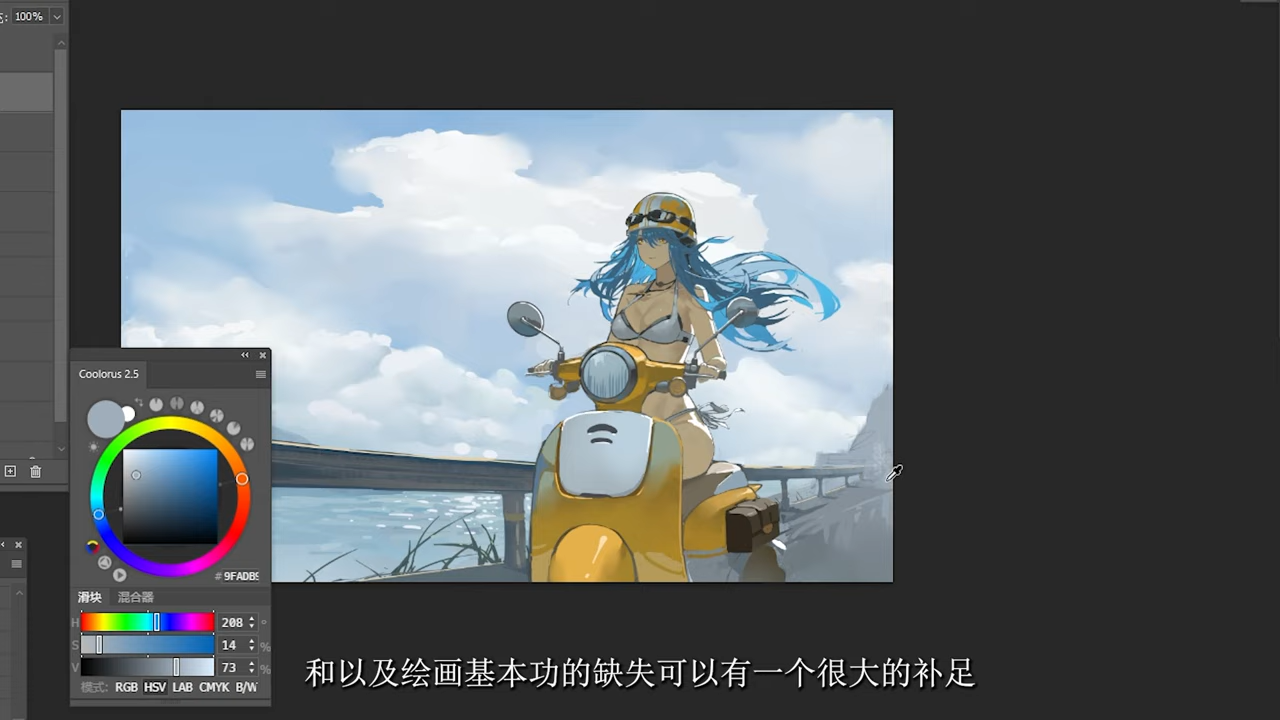 100%
Coolorus 2.5
# 9FADB9
滑块 混合器
H 208 °
S 14 %
V 73 %
模式: RGB HSV LAB CMYK B/W
和以及绘画基本功的缺失可以有一个很大的补足